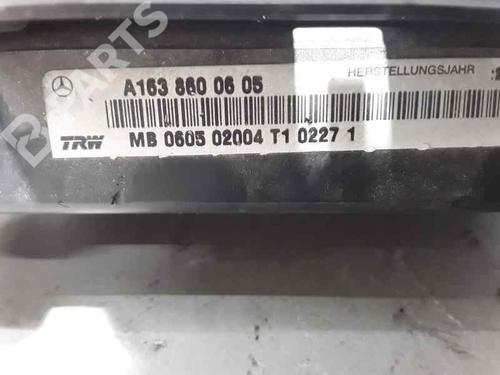 B PARTS
HERSTELLUNGSJAHR
A163 860 06 05
TRW
MB 0605 02004 T1 0227 1